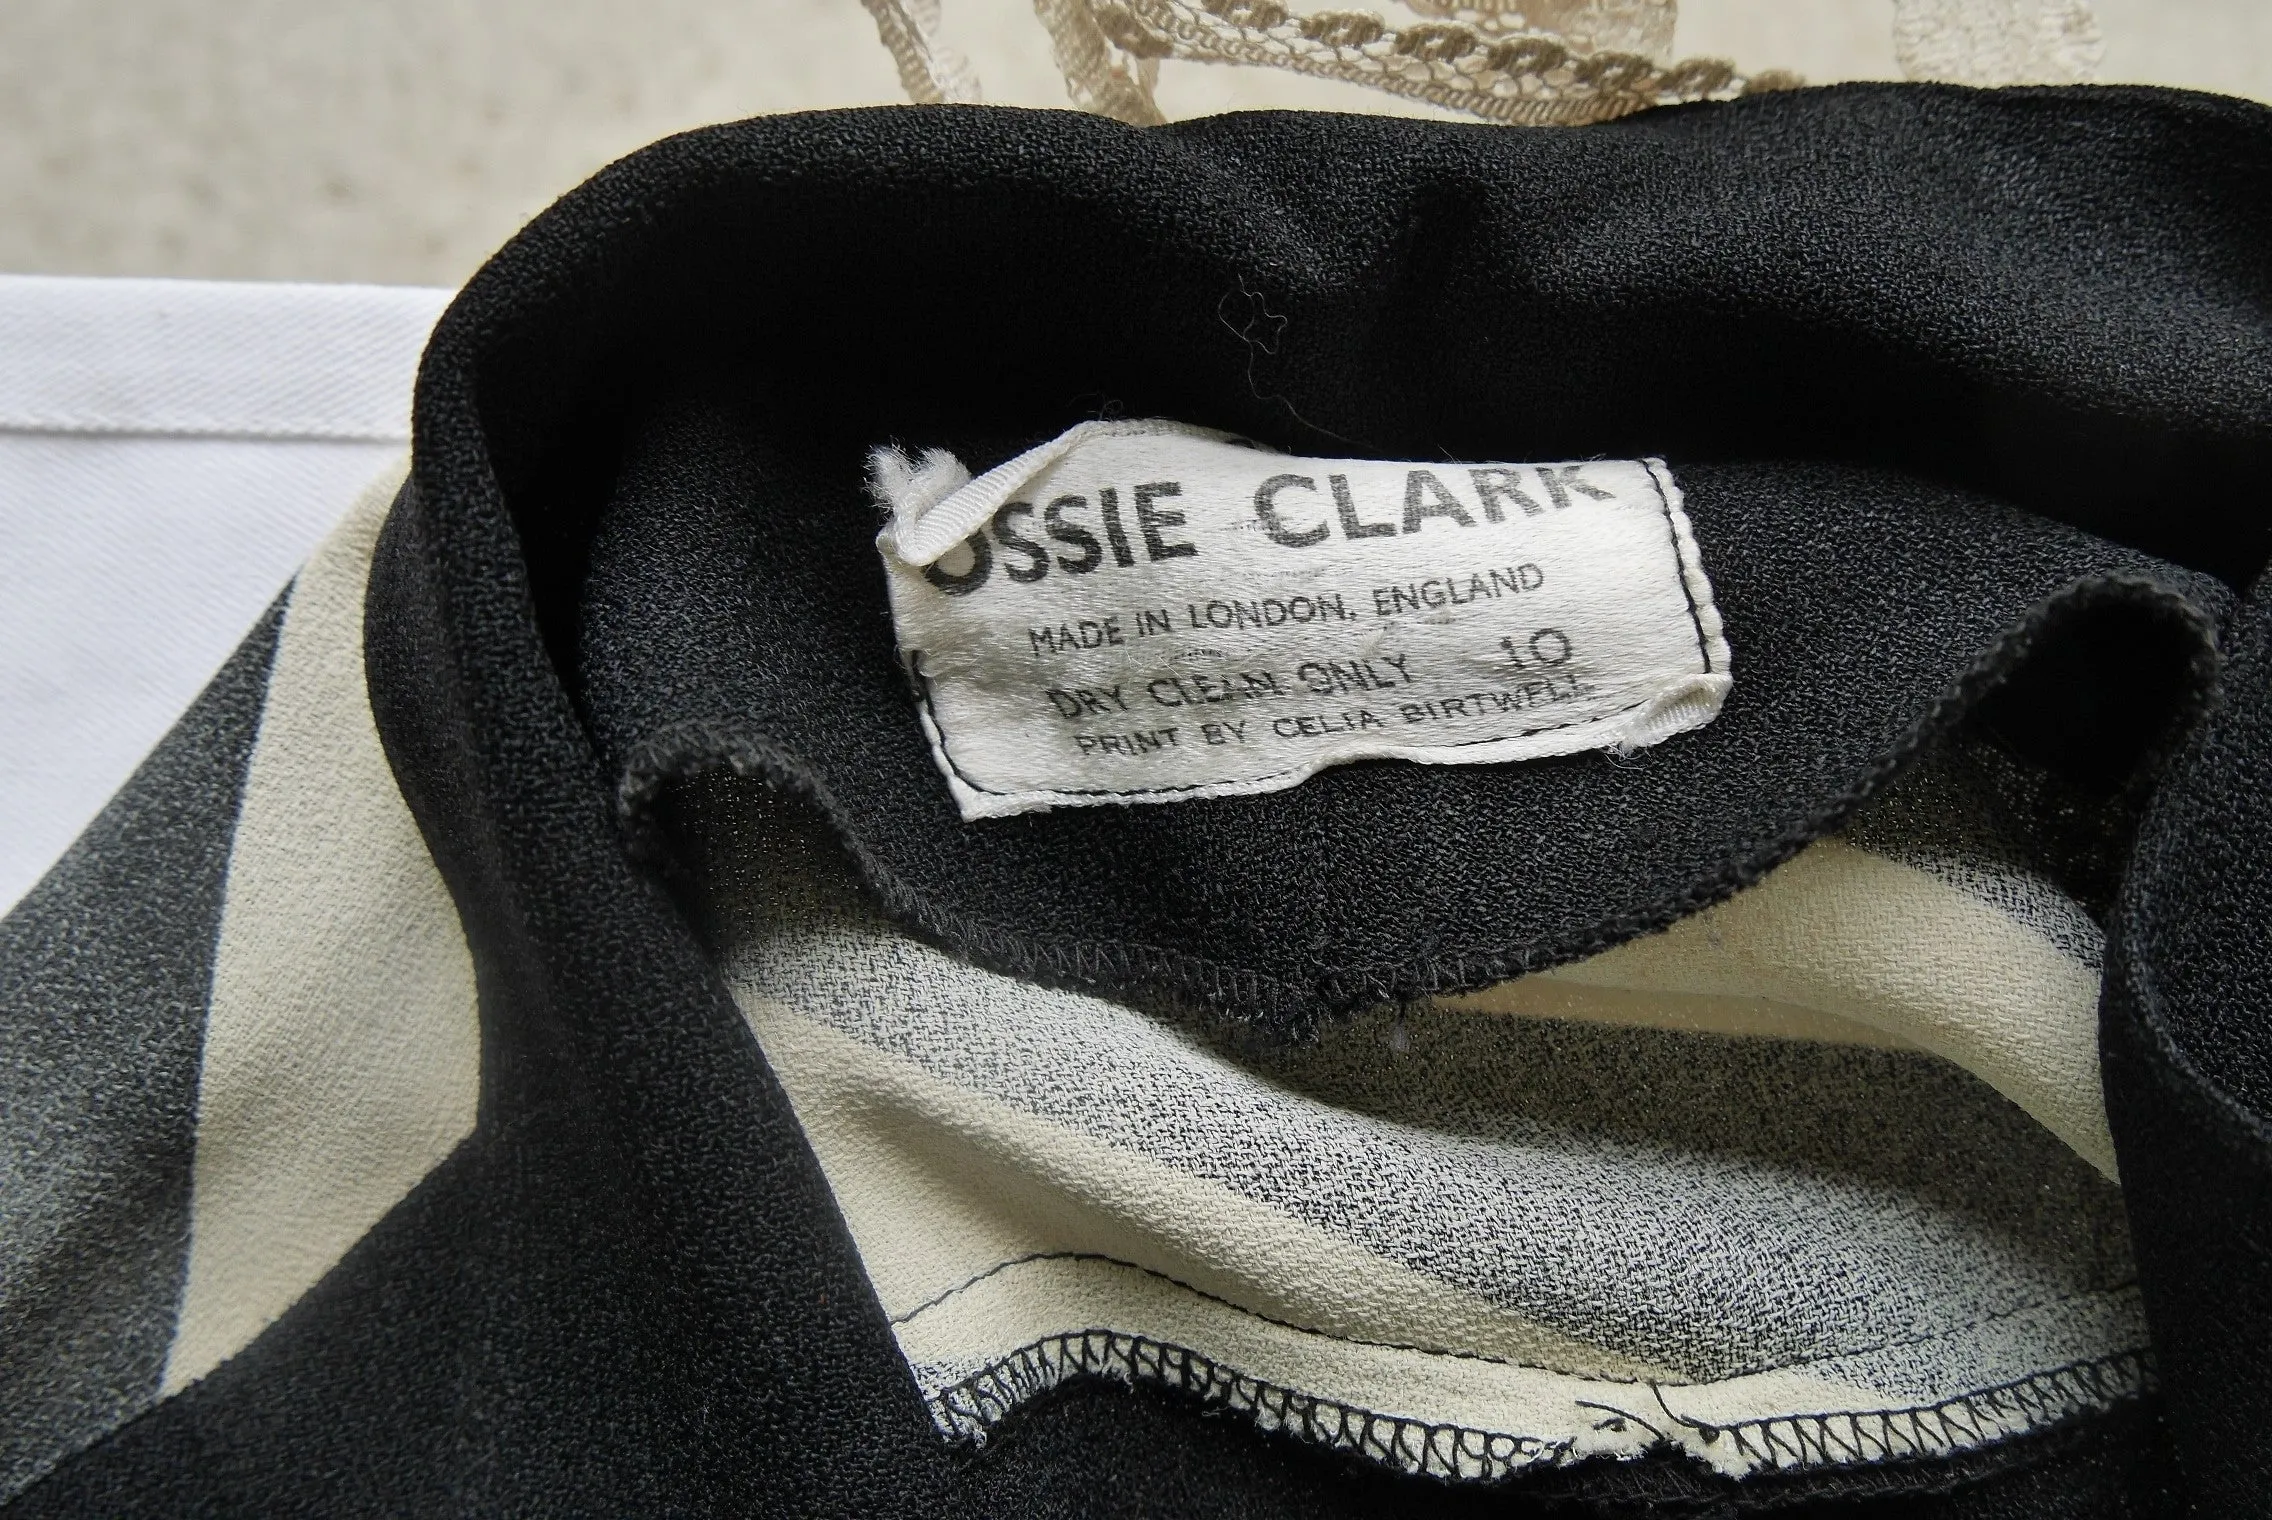 OSSIE CLARK
MADE IN LONDON, ENGLAND
DRY CLEAN ONLY 10
PRINT BY CELIA BIRTWELL